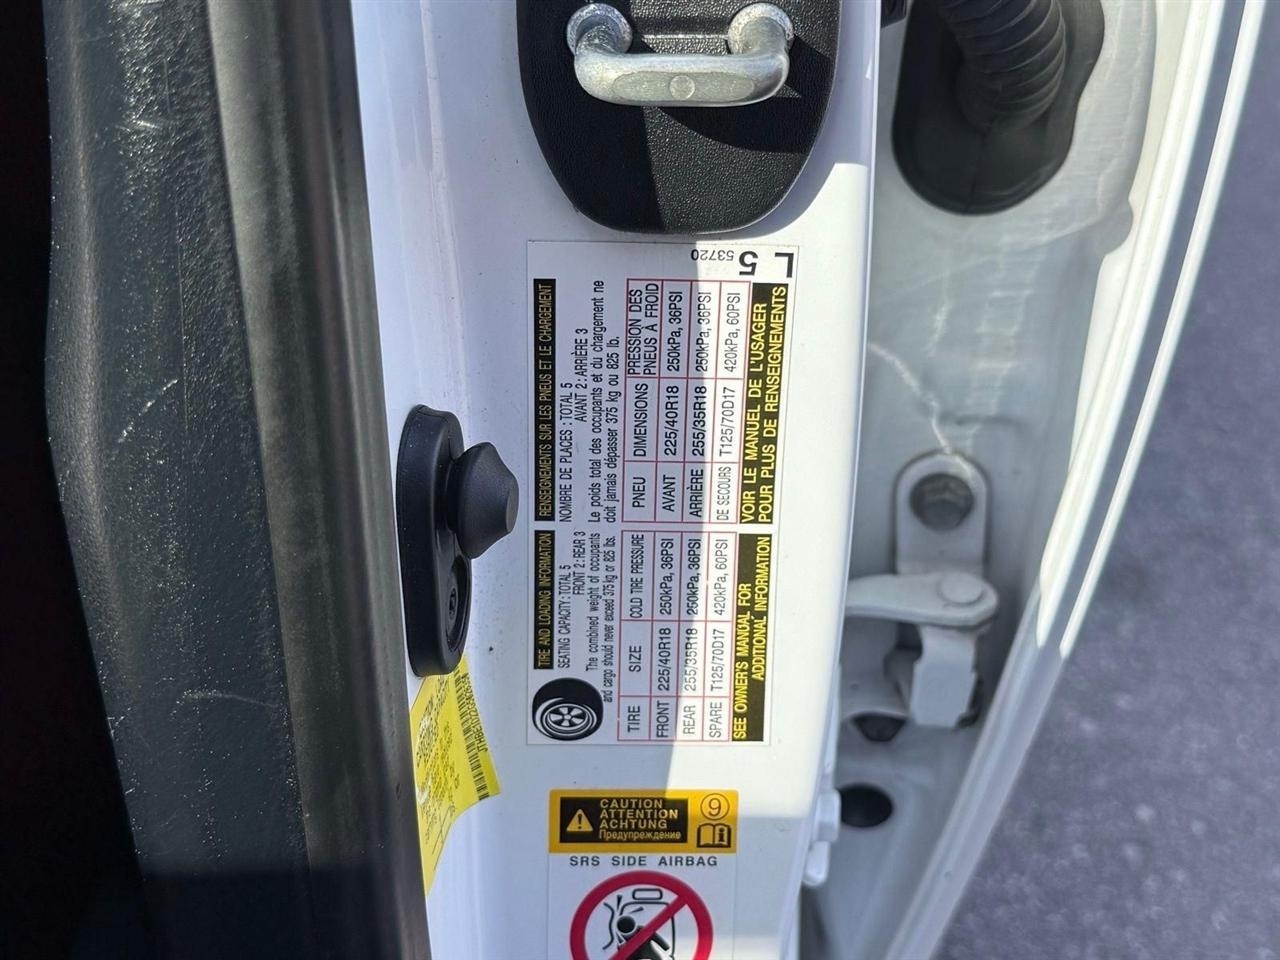 TIRE AND LOADING INFORMATION
SEATING CAPACITY : TOTAL 5
FRONT 2 : REAR 3
The combined weight of occupants
and cargo should never exceed 375 kg or 825 lbs.
TIRE SIZE COLD TIRE PRESSURE
FRONT 225/40R18 250kPa, 36PSI
REAR 255/35R18 250kPa, 36PSI
SPARE T125/70D17 420kPa, 60PSI
SEE OWNER'S MANUAL FOR
ADDITIONAL INFORMATION
RENSEIGNEMENTS SUR LES PNEUS ET LE CHARGEMENT
NOMBRE DE PLACES : TOTAL 5
AVANT 2 : ARRIÈRE 3
Le poids total des occupants et du chargement ne
doit jamais dépasser 375 kg ou 825 lb.
PNEU DIMENSIONS PRESSION DES
PNEUS À FROID
AVANT 225/40R18 250kPa, 36PSI
ARRIÈRE 255/35R18 250kPa, 36PSI
DE SECOURS T125/70D17 420kPa, 60PSI
VOIR LE MANUEL DE L'USAGER
POUR PLUS DE RENSEIGNEMENTS
L
5
53720
CAUTION
ATTENTION
ACHTUNG
Предупреждение
9
SRS SIDE AIRBAG